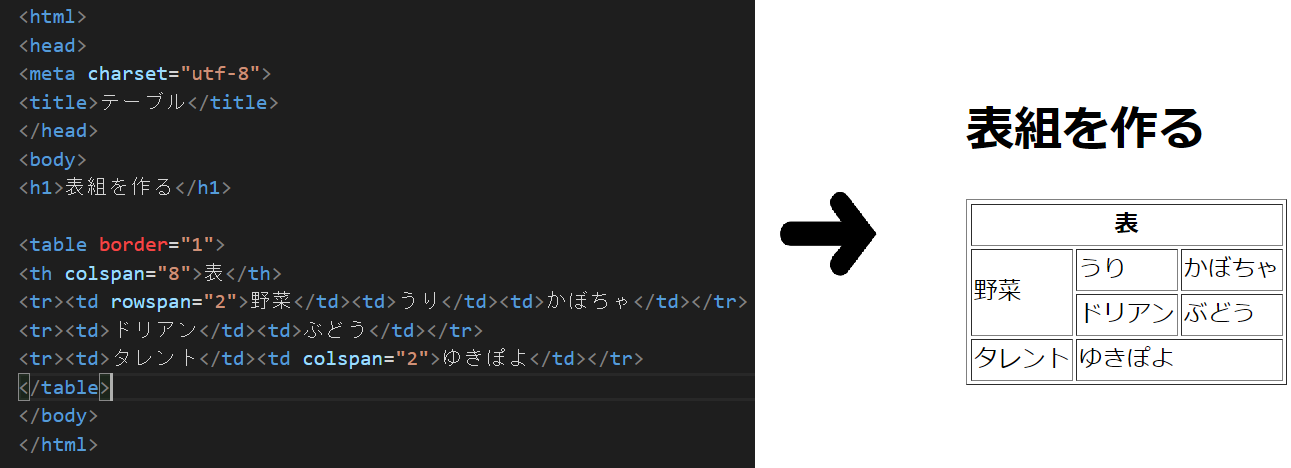 <html>
<head>
<meta charset="utf-8">
<title>テーブル</title>
</head>
<body>
<h1>表組を作る</h1>
<table border="1">
<th colspan="8">表</th>
<tr><td rowspan="2">野菜</td><td>うり</td><td>かぼちゃ</td></tr>
<tr><td>ドリアン</td><td>ぶどう</td></tr>
<tr><td>タレント</td><td colspan="2">ゆきぽよ</td></tr>
</table>
</body>
</html>
表組を作る
表
野菜 うり かぼちゃ
ドリアン ぶどう
タレント ゆきぽよ